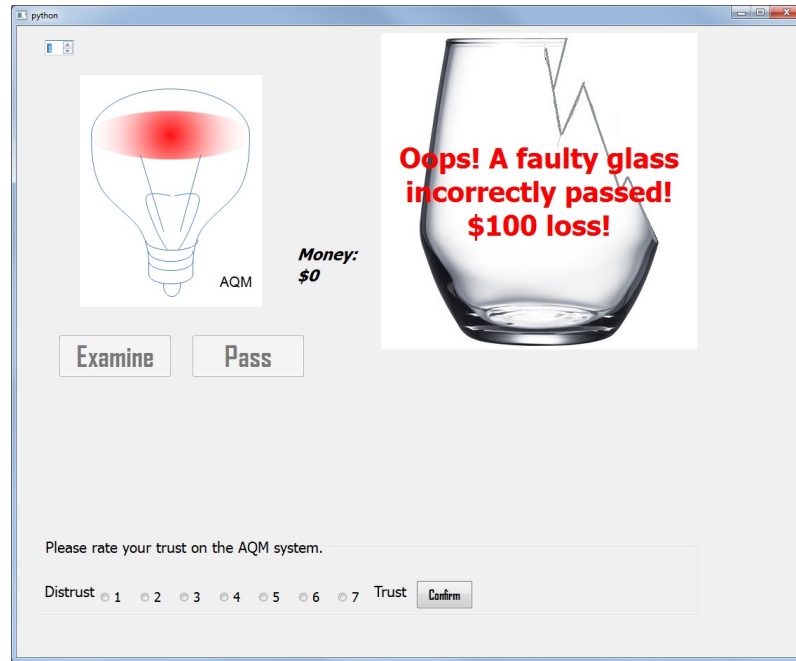 python
1
AQM
Money:
$0
Oops! A faulty glass
incorrectly passed!
$100 loss!
Examine
Pass
Please rate your trust on the AQM system.
Distrust 1 2 3 4 5 6 7 Trust Confirm